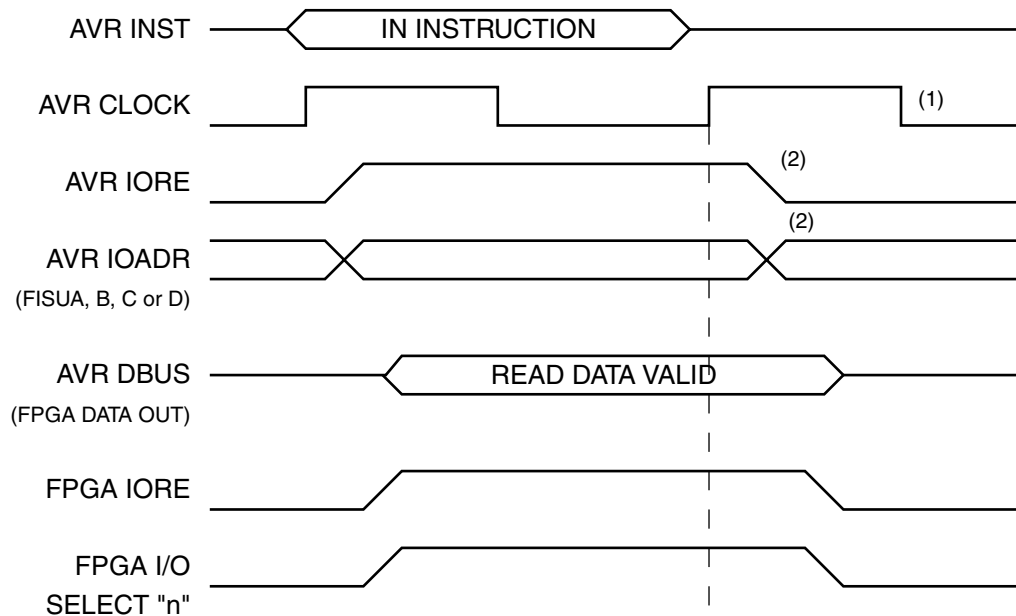 AVR INST
IN INSTRUCTION
AVR CLOCK
(1)
AVR IORE
(2)
(2)
AVR IOADR
(FISUA, B, C or D)
AVR DBUS
READ DATA VALID
(FPGA DATA OUT)
FPGA IORE
FPGA I/O
SELECT "n"